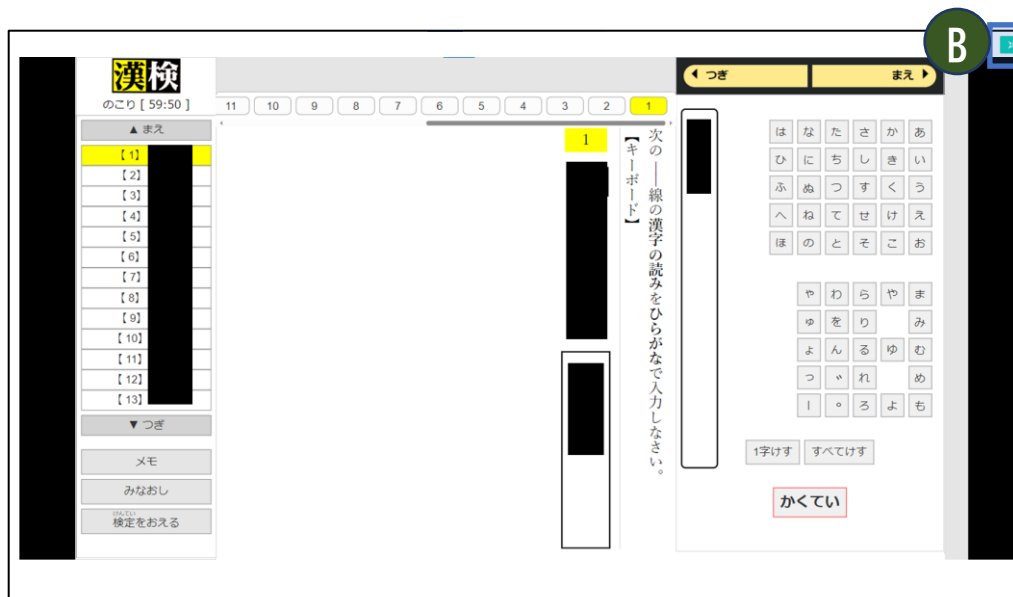 B
漢検
のこり [ 59:50 ]
▲ まえ
【 1】
【 2】
【 3】
【 4】
【 5】
【 6】
【 7】
【 8】
【 9】
【 10】
【 11】
【 12】
【 13】
▼ つぎ
メモ
みなおし
けんてい
検定をおえる
11 10 9 8 7 6 5 4 3 2 1
次の――線の漢字の読みをひらがなで入力しなさい。
【キーボード】
1
つぎ まえ
は な た さ か あ
ひ に ち し き い
ふ ぬ つ す く う
へ ね て せ け え
ほ の と そ こ お
ゃ わ ら や ま
ゅ を り み
ょ ん る ゆ む
っ ゛ れ め
ー ゜ ろ よ も
1字けす すべてけす
かくてい